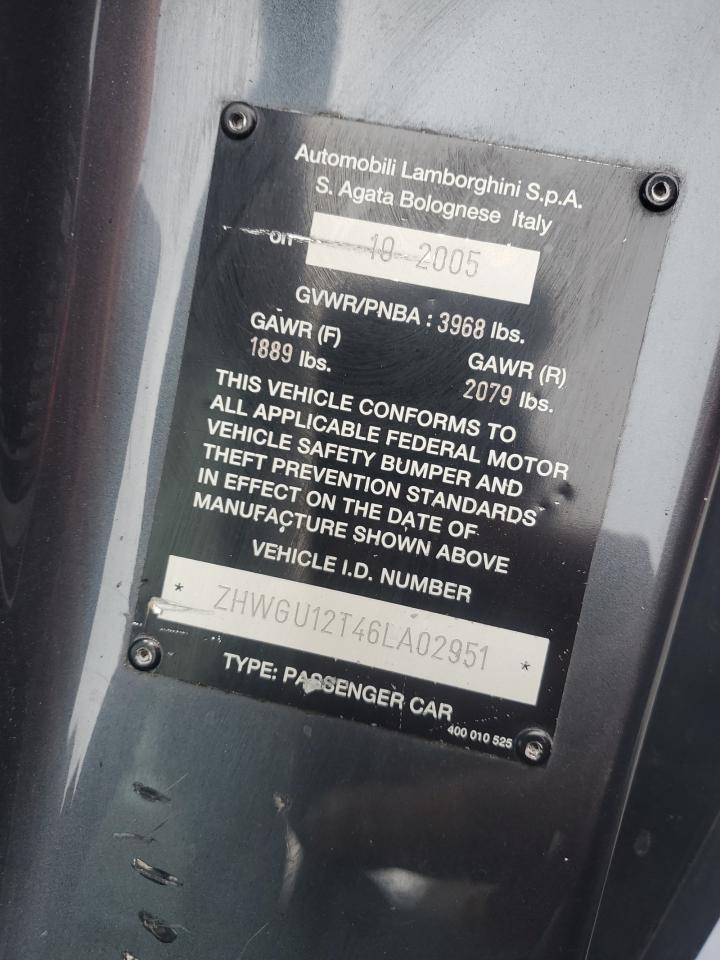 Automobili Lamborghini S.p.A.
S. Agata Bolognese Italy
on 10 2005
GVWR/PNBA : 3968 lbs.
GAWR (F)
1889 lbs.
GAWR (R)
2079 lbs.
THIS VEHICLE CONFORMS TO
ALL APPLICABLE FEDERAL MOTOR
VEHICLE SAFETY BUMPER AND
THEFT PREVENTION STANDARDS
IN EFFECT ON THE DATE OF
MANUFACTURE SHOWN ABOVE
VEHICLE I.D. NUMBER
* ZHWGU12T46LA02951 *
TYPE: PASSENGER CAR
400 010 525